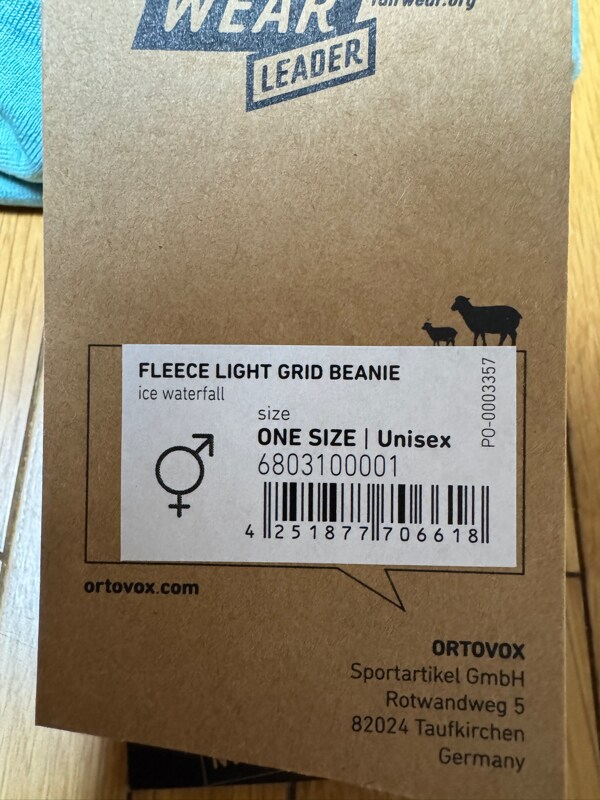 WEAR
fairwear.org
LEADER
FLEECE LIGHT GRID BEANIE
ice waterfall
size
ONE SIZE | Unisex
6803100001
4 251877 706618
PO-0003357
ortovox.com
ORTOVOX
Sportartikel GmbH
Rotwandweg 5
82024 Taufkirchen
Germany